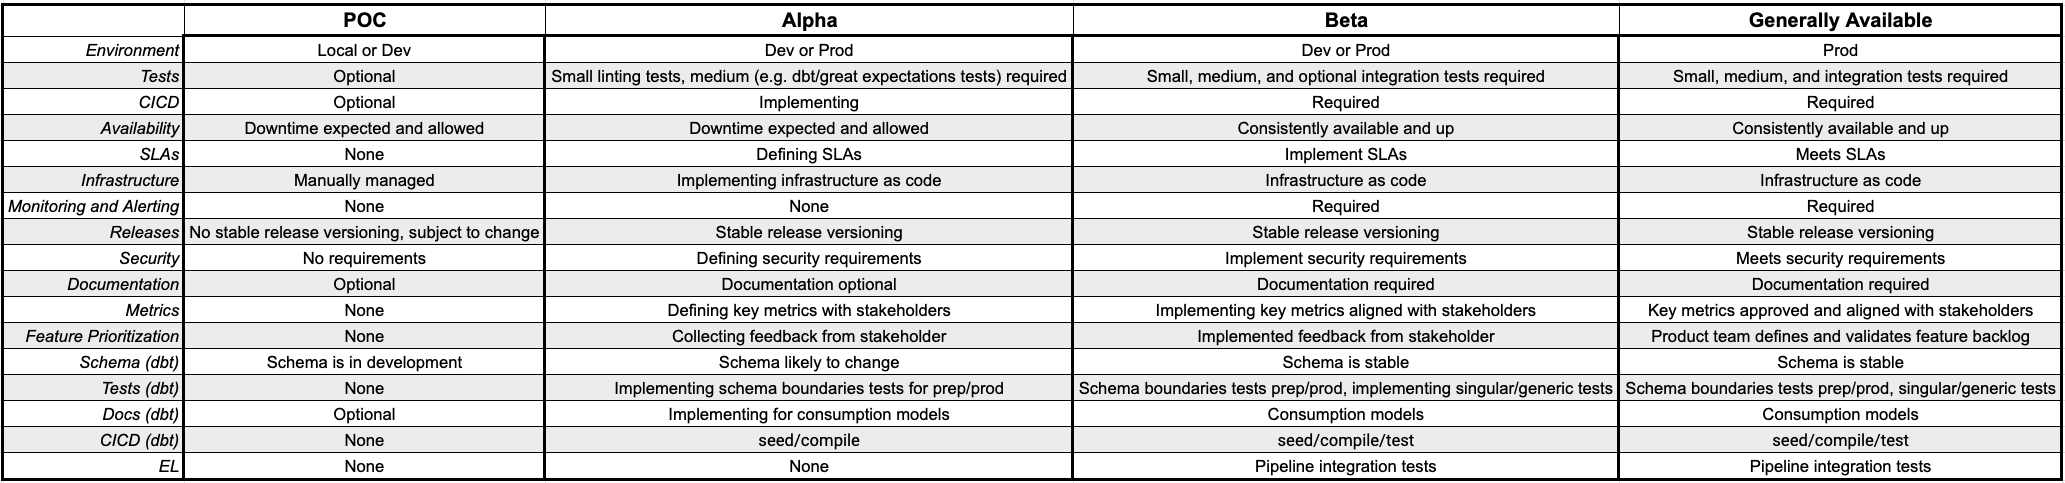 POC Alpha Beta Generally Available
Environment Local or Dev Dev or Prod Dev or Prod Prod
Tests Optional Small linting tests, medium (e.g. dbt/great expectations tests) required Small, medium, and optional integration tests required Small, medium, and integration tests required
CICD Optional Implementing Required Required
Availability Downtime expected and allowed Downtime expected and allowed Consistently available and up Consistently available and up
SLAs None Defining SLAs Implement SLAs Meets SLAs
Infrastructure Manually managed Implementing infrastructure as code Infrastructure as code Infrastructure as code
Monitoring and Alerting None None Required Required
Releases No stable release versioning, subject to change Stable release versioning Stable release versioning Stable release versioning
Security No requirements Defining security requirements Implement security requirements Meets security requirements
Documentation Optional Documentation optional Documentation required Documentation required
Metrics None Defining key metrics with stakeholders Implementing key metrics aligned with stakeholders Key metrics approved and aligned with stakeholders
Feature Prioritization None Collecting feedback from stakeholder Implemented feedback from stakeholder Product team defines and validates feature backlog
Schema (dbt) Schema is in development Schema likely to change Schema is stable Schema is stable
Tests (dbt) None Implementing schema boundaries tests for prep/prod Schema boundaries tests prep/prod, implementing singular/generic tests Schema boundaries tests prep/prod, singular/generic tests
Docs (dbt) Optional Implementing for consumption models Consumption models Consumption models
CICD (dbt) None seed/compile seed/compile/test seed/compile/test
EL None None Pipeline integration tests Pipeline integration tests